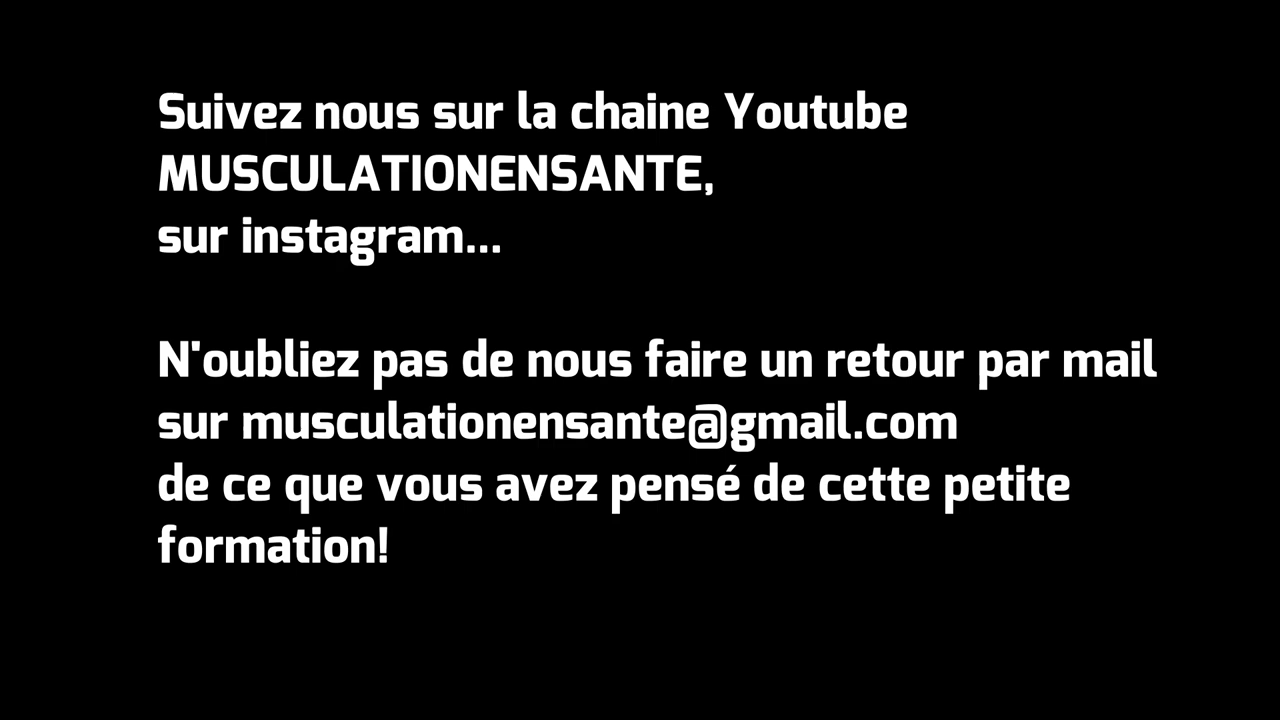 Suivez nous sur la chaine Youtube
MUSCULATIONENSANTE,
sur instagram...
N'oubliez pas de nous faire un retour par mail
sur musculationensante@gmail.com
de ce que vous avez pensé de cette petite
formation!